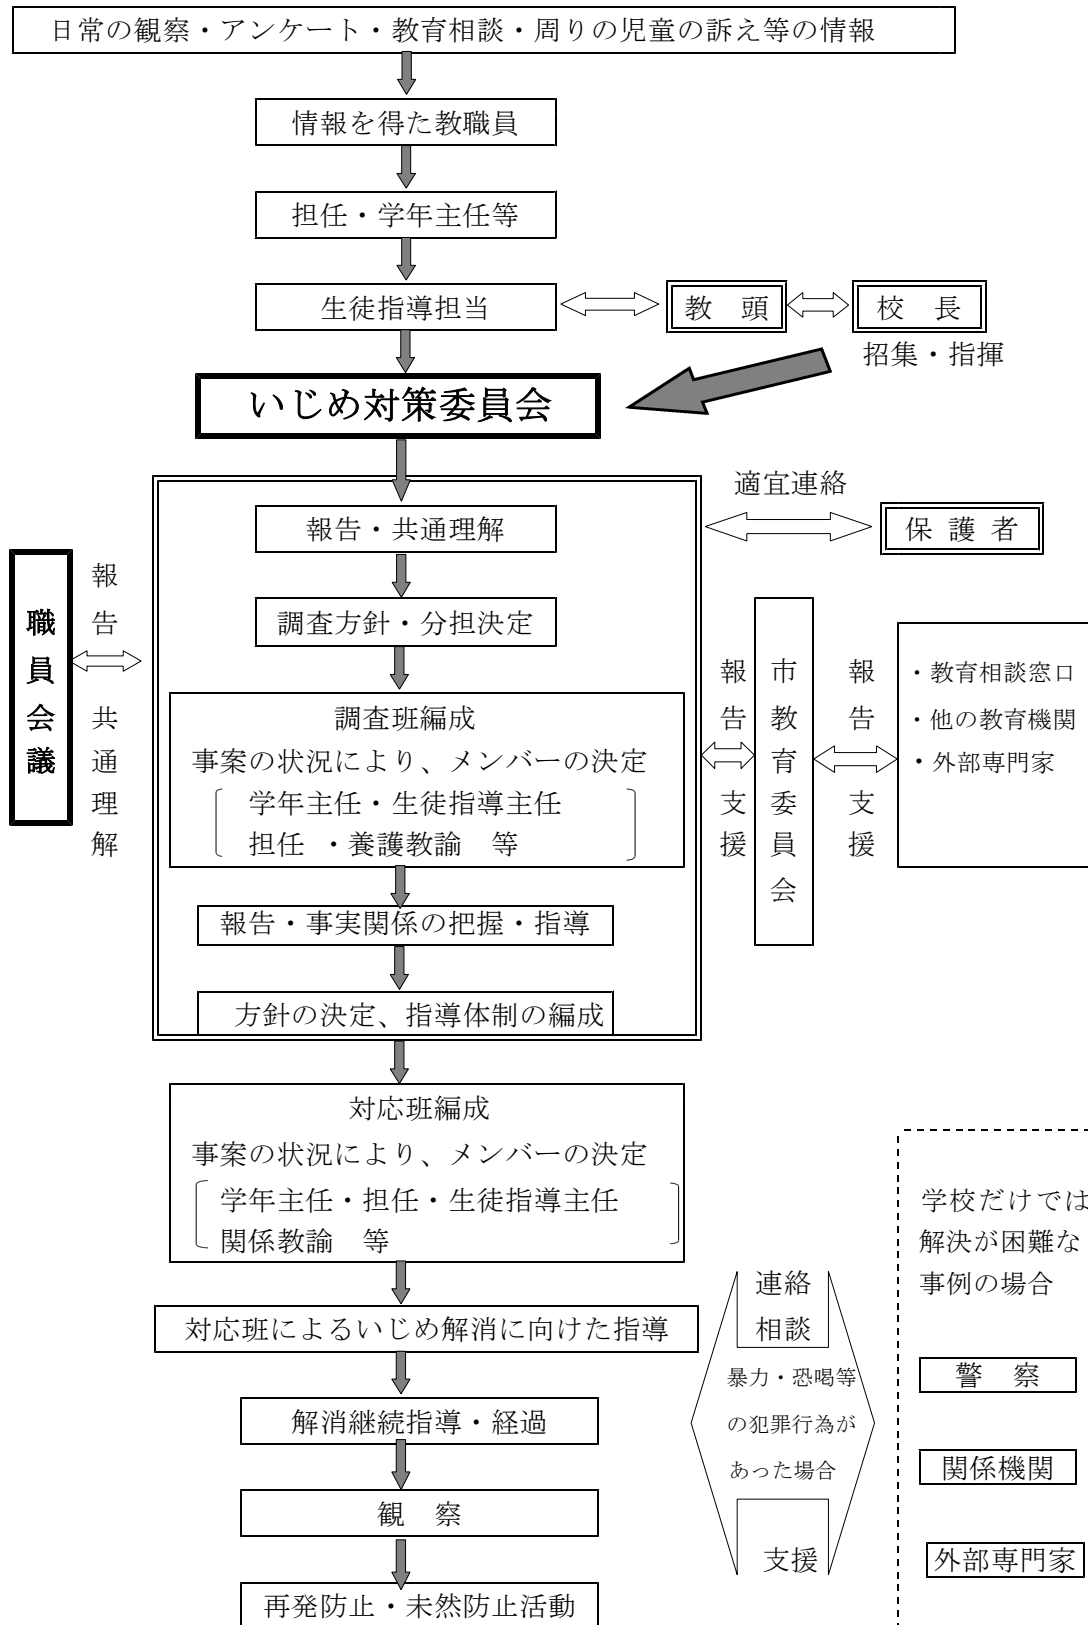 日常の観察・アンケート・教育相談・周りの児童の訴え等の情報
情報を得た教職員
担任・学年主任等
生徒指導担当
教　頭
校　長
招集・指揮
いじめ対策委員会
適宜連絡
保 護 者
報告・共通理解
調査方針・分担決定
調査班編成
事案の状況により、メンバーの決定
学年主任・生徒指導主任
担任 ・養護教諭　等
報告・事実関係の把握・指導
方針の決定、指導体制の編成
職員会議
報告　共通理解
報告　支援
市教育委員会
報告　支援
・教育相談窓口
・他の教育機関
・外部専門家
対応班編成
事案の状況により、メンバーの決定
学年主任・担任・生徒指導主任
関係教諭　等
対応班によるいじめ解消に向けた指導
解消継続指導・経過
観　察
再発防止・未然防止活動
連絡
相談
暴力・恐喝等
の犯罪行為が
あった場合
支援
学校だけでは
解決が困難な
事例の場合
警　察
関係機関
外部専門家